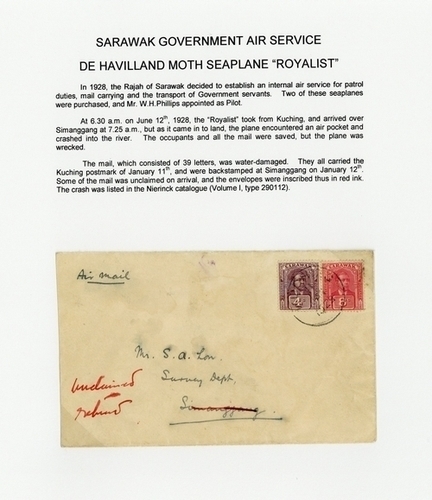 SARAWAK GOVERNMENT AIR SERVICE
DE HAVILLAND MOTH SEAPLANE "ROYALIST"
In 1928, the Rajah of Sarawak decided to establish an internal air service for patrol
duties, mail carrying and the transport of Government servants. Two of these seaplanes
were purchased, and Mr. W.H.Phillips appointed as Pilot.
At 6.30 a.m. on June 12th, 1928, the "Royalist" took from Kuching, and arrived over
Simanggang at 7.25 a.m., but as it came in to land, the plane encountered an air pocket and
crashed into the river. The occupants and all the mail were saved, but the plane was
wrecked.
The mail, which consisted of 39 letters, was water-damaged. They all carried the
Kuching postmark of January 11th, and were backstamped at Simanggang on January 12th.
Some of the mail was unclaimed on arrival, and the envelopes were inscribed thus in red ink.
The crash was listed in the Nierinck catalogue (Volume I, type 290112).
Air mail
SARAWAK SARAWAK
4c 8c
Mr. S. A. Lon.
Survey Dept.
Simanggang.
Unclaimed